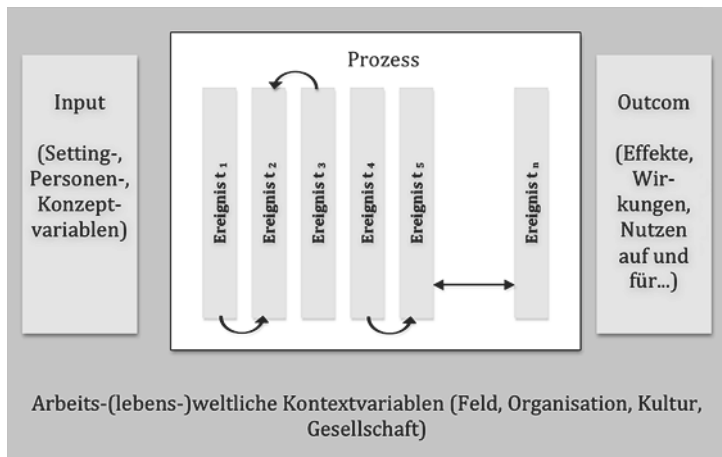 Prozess
Input
(Setting-,
Personen-,
Konzept-
variablen)
Ereignis t 1
Ereignis t 2
Ereignis t 3
Ereignis t 4
Ereignis t 5
Ereignis t n
Outcom
(Effekte,
Wir-
kungen,
Nutzen
auf und
für...)
Arbeits-(lebens-)weltliche Kontextvariablen (Feld, Organisation, Kultur,
Gesellschaft)